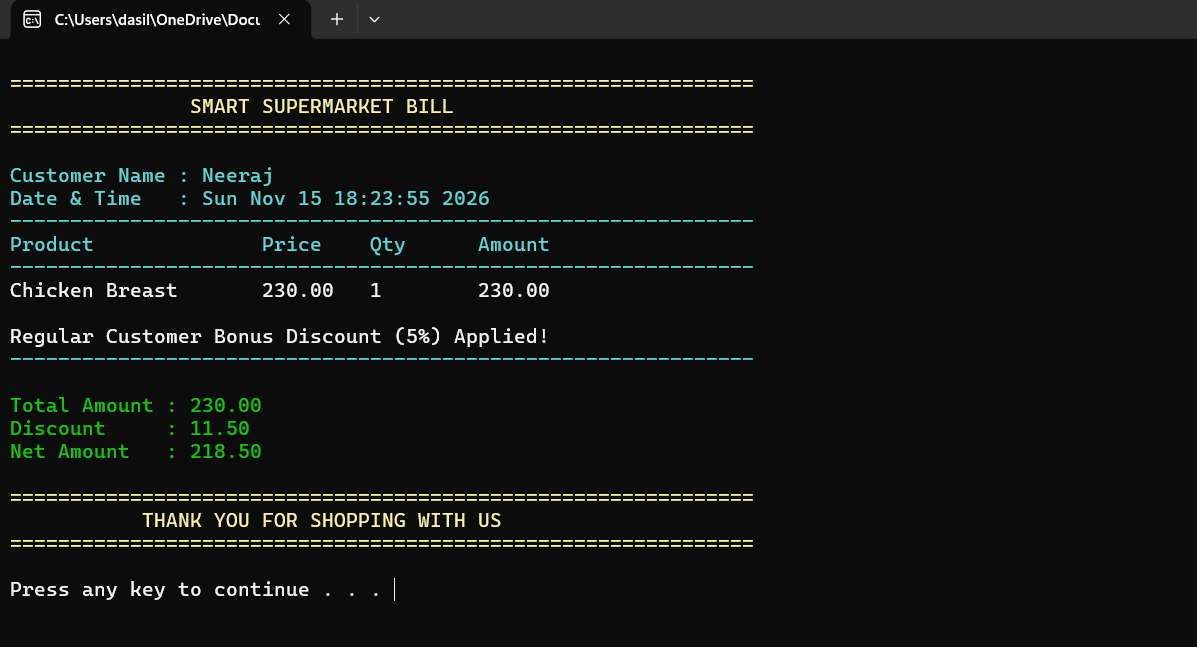 C:\Users\dasil\OneDrive\Docu
==============================================================
               SMART SUPERMARKET BILL
==============================================================
Customer Name : Neeraj
Date & Time   : Sun Nov 15 18:23:55 2026
--------------------------------------------------------------
Product              Price    Qty      Amount
--------------------------------------------------------------
Chicken Breast       230.00   1        230.00
Regular Customer Bonus Discount (5%) Applied!
--------------------------------------------------------------
Total Amount : 230.00
Discount     : 11.50
Net Amount   : 218.50
==============================================================
           THANK YOU FOR SHOPPING WITH US
==============================================================
Press any key to continue . . .